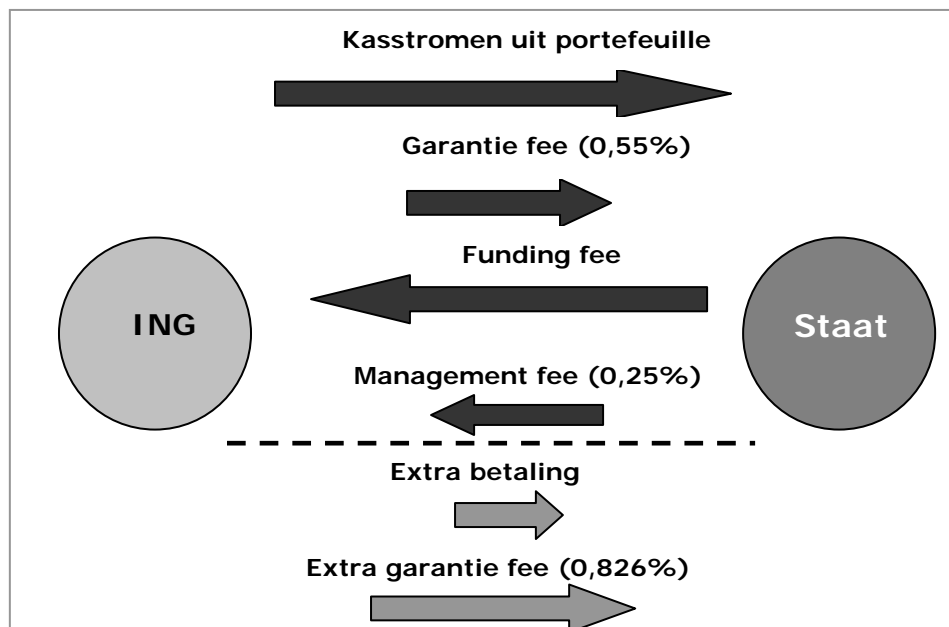 Kasstromen uit portefeuille
Garantie fee (0,55%)
Funding fee
ING
Staat
Management fee (0,25%)
Extra betaling
Extra garantie fee (0,826%)